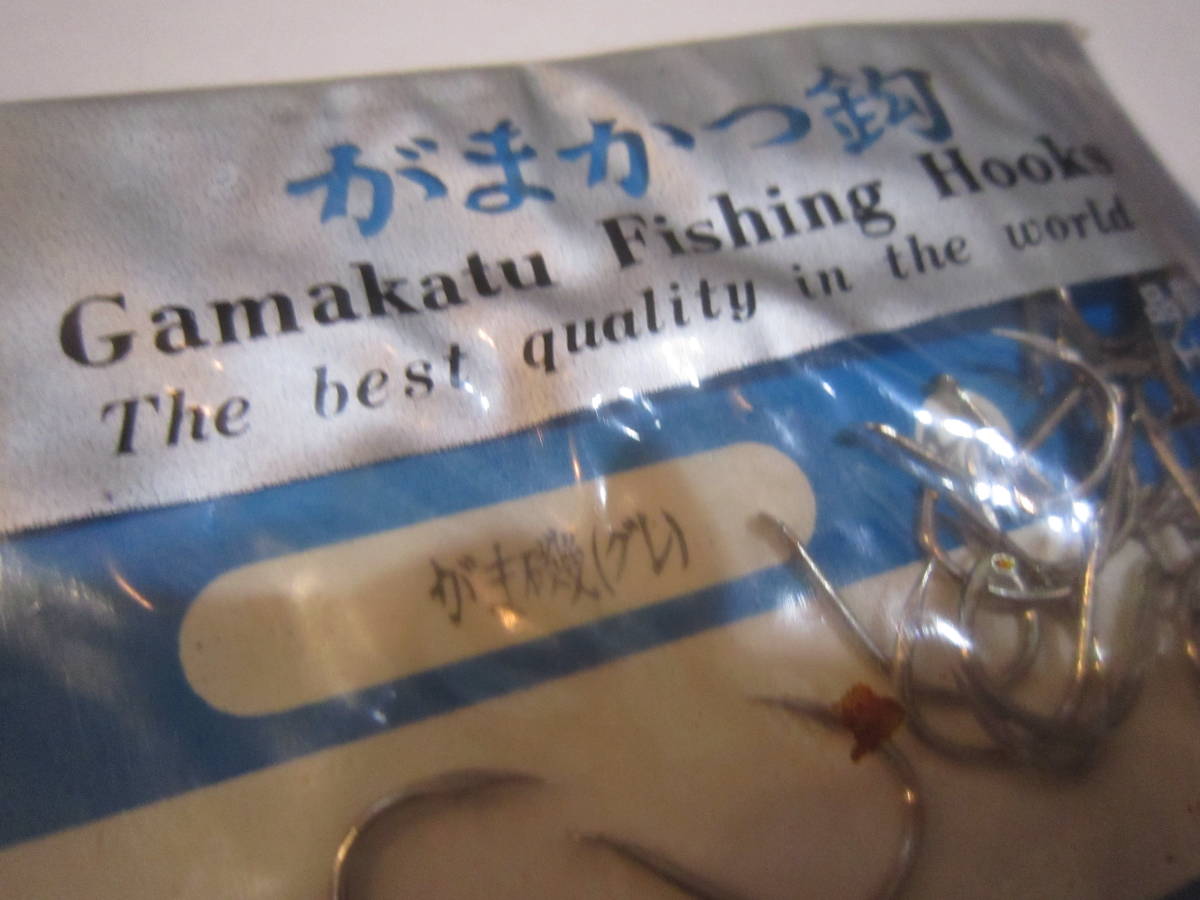 がまかつ鈎
Gamakatu Fishing Hooks
The best quality in the world
がま磯(グレ)